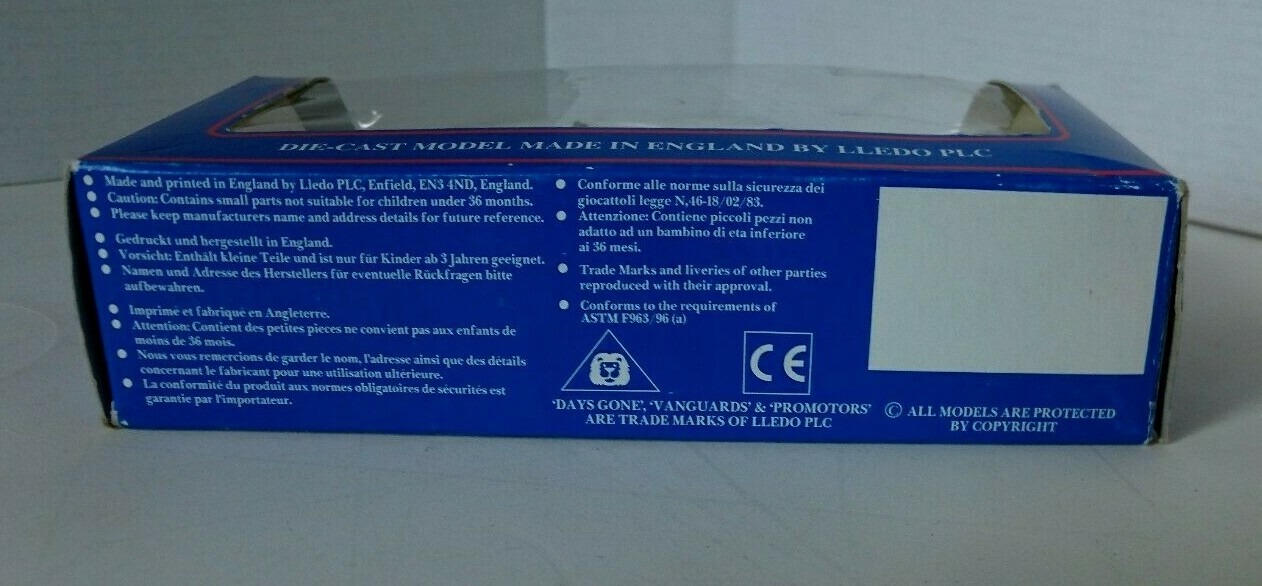 DIE-CAST MODEL MADE IN ENGLAND BY LLEDO PLC
● Made and printed in England by Lledo PLC, Enfield, EN3 4ND, England.
● Caution: Contains small parts not suitable for children under 36 months.
● Please keep manufacturers name and address details for future reference.
● Gedruckt und hergestellt in England.
● Vorsicht: Enthält kleine Teile und ist nur für Kinder ab 3 Jahren geeignet.
● Namen und Adresse des Herstellers für eventuelle Rückfragen bitte
aufbewahren.
● Imprimé et fabriqué en Angleterre.
● Attention: Contient des petites pieces ne convient pas aux enfants de
moins de 36 mois.
● Nous vous remercions de garder le nom, l'adresse ainsi que des détails
concernant le fabricant pour une utilisation ultérieure.
● La conformité du produit aux normes obligatoires de sécurités est
garantie par l'importateur.
● Conforme alle norme sulla sicurezza dei
giocattoli legge N,46-18/02/83.
● Attenzione: Contiene piccoli pezzi non
adatto ad un bambino di eta inferiore
ai 36 mesi.
● Trade Marks and liveries of other parties
reproduced with their approval.
● Conforms to the requirements of
ASTM F963/96 (a)
CE
'DAYS GONE', 'VANGUARDS' & 'PROMOTORS'
ARE TRADE MARKS OF LLEDO PLC
© ALL MODELS ARE PROTECTED
BY COPYRIGHT